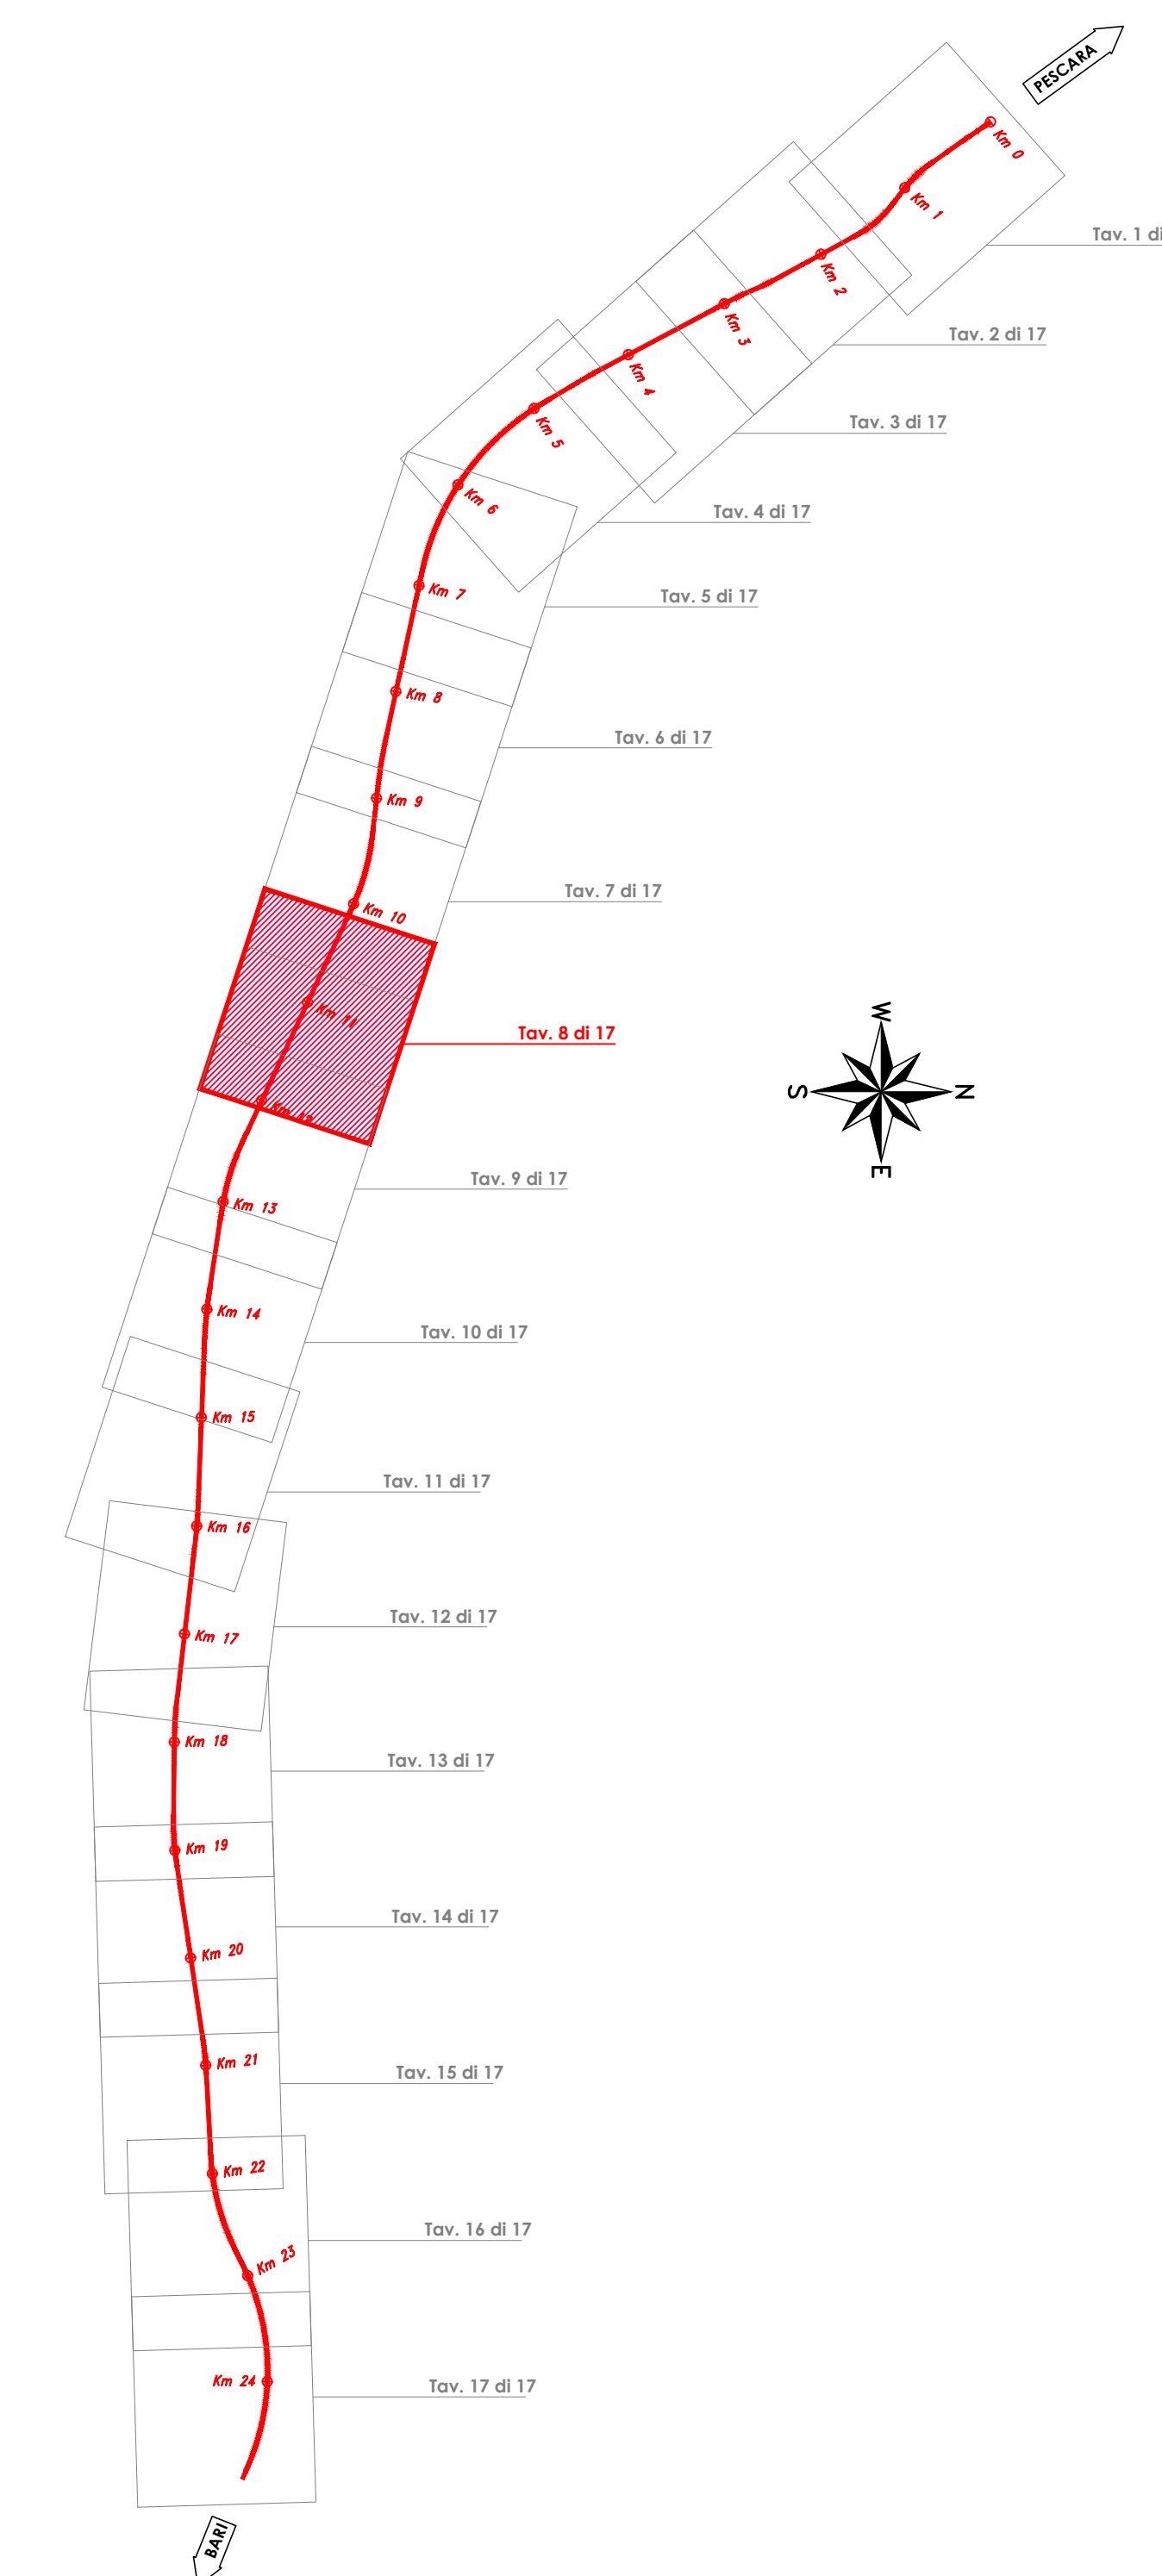 PESCARA
Km 0
Km 1
Tav. 1 di
Km 2
Km 3
Tav. 2 di 17
Km 4
Km 5
Tav. 3 di 17
Km 6
Tav. 4 di 17
Km 7
Tav. 5 di 17
Km 8
Tav. 6 di 17
Km 9
Tav. 7 di 17
Km 10
Km 11
W
Tav. 8 di 17
S
N
Km 12
E
Tav. 9 di 17
Km 13
Km 14
Tav. 10 di 17
Km 15
Tav. 11 di 17
Km 16
Tav. 12 di 17
Km 17
Km 18
Tav. 13 di 17
Km 19
Tav. 14 di 17
Km 20
Km 21
Tav. 15 di 17
Km 22
Tav. 16 di 17
Km 23
Km 24
Tav. 17 di 17
BARI